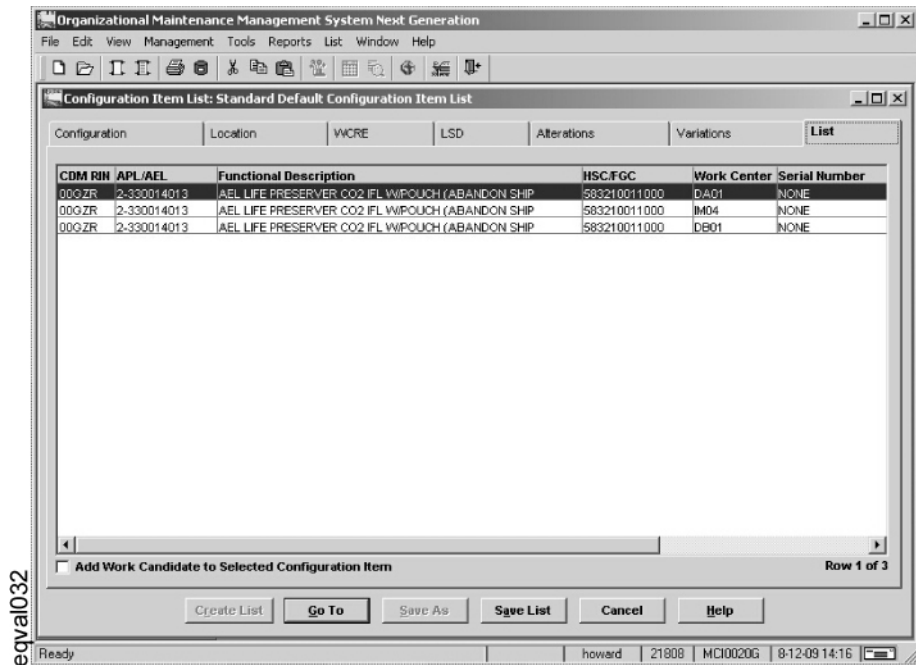 Organizational Maintenance Management System Next Generation
File Edit View Management Tools Reports List Window Help
Configuration Item List: Standard Default Configuration Item List
Configuration Location WCRE LSD Alterations Variations List
CDM RIN APL/AEL Functional Description HSC/FGC Work Center Serial Number
00GZR 2-330014013 AEL LIFE PRESERVER CO2 IFL W/POUCH (ABANDON SHIP 583210011000 DA01 NONE
00GZR 2-330014013 AEL LIFE PRESERVER CO2 IFL W/POUCH (ABANDON SHIP 583210011000 IM04 NONE
00GZR 2-330014013 AEL LIFE PRESERVER CO2 IFL W/POUCH (ABANDON SHIP 583210011000 DB01 NONE
Add Work Candidate to Selected Configuration Item Row 1 of 3
Create List Go To Save As Save List Cancel Help
Ready howard 21808 MCI0020G 8-12-09 14:16
eqval032